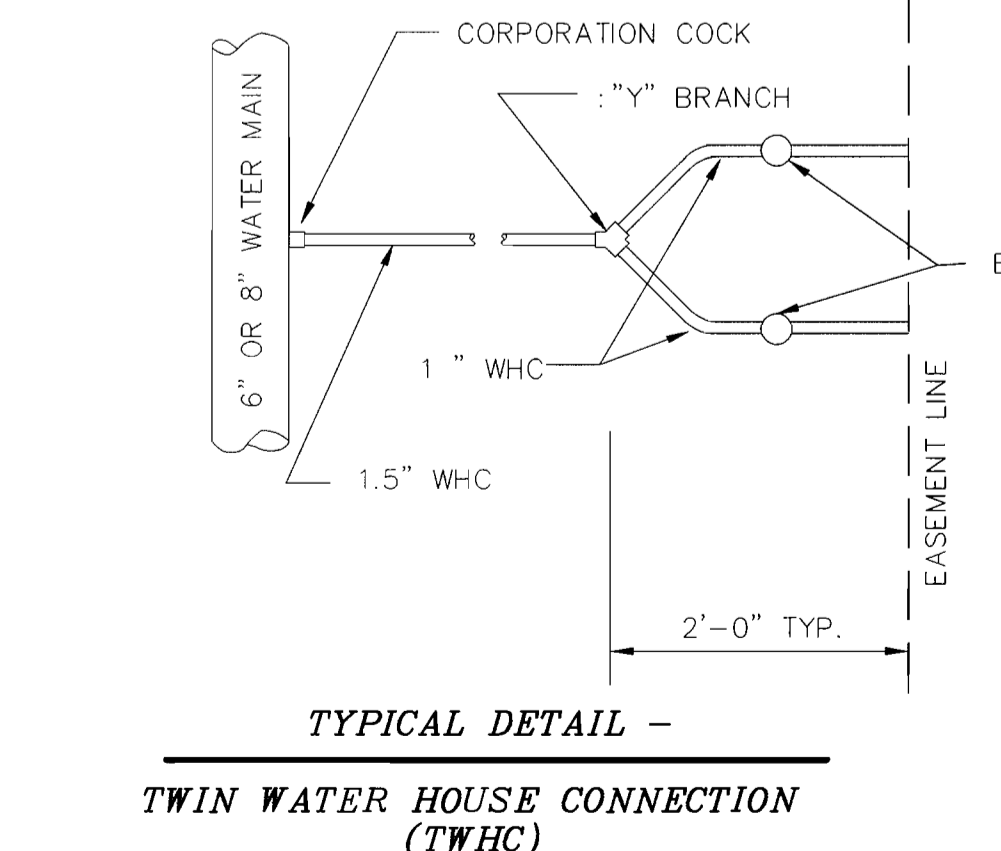 CORPORATION COCK
:"Y" BRANCH
6" OR 8" WATER MAIN
1 " WHC
1.5" WHC
EASEMENT LINE
2'-0" TYP.
TYPICAL DETAIL -
TWIN WATER HOUSE CONNECTION
(TWHC)